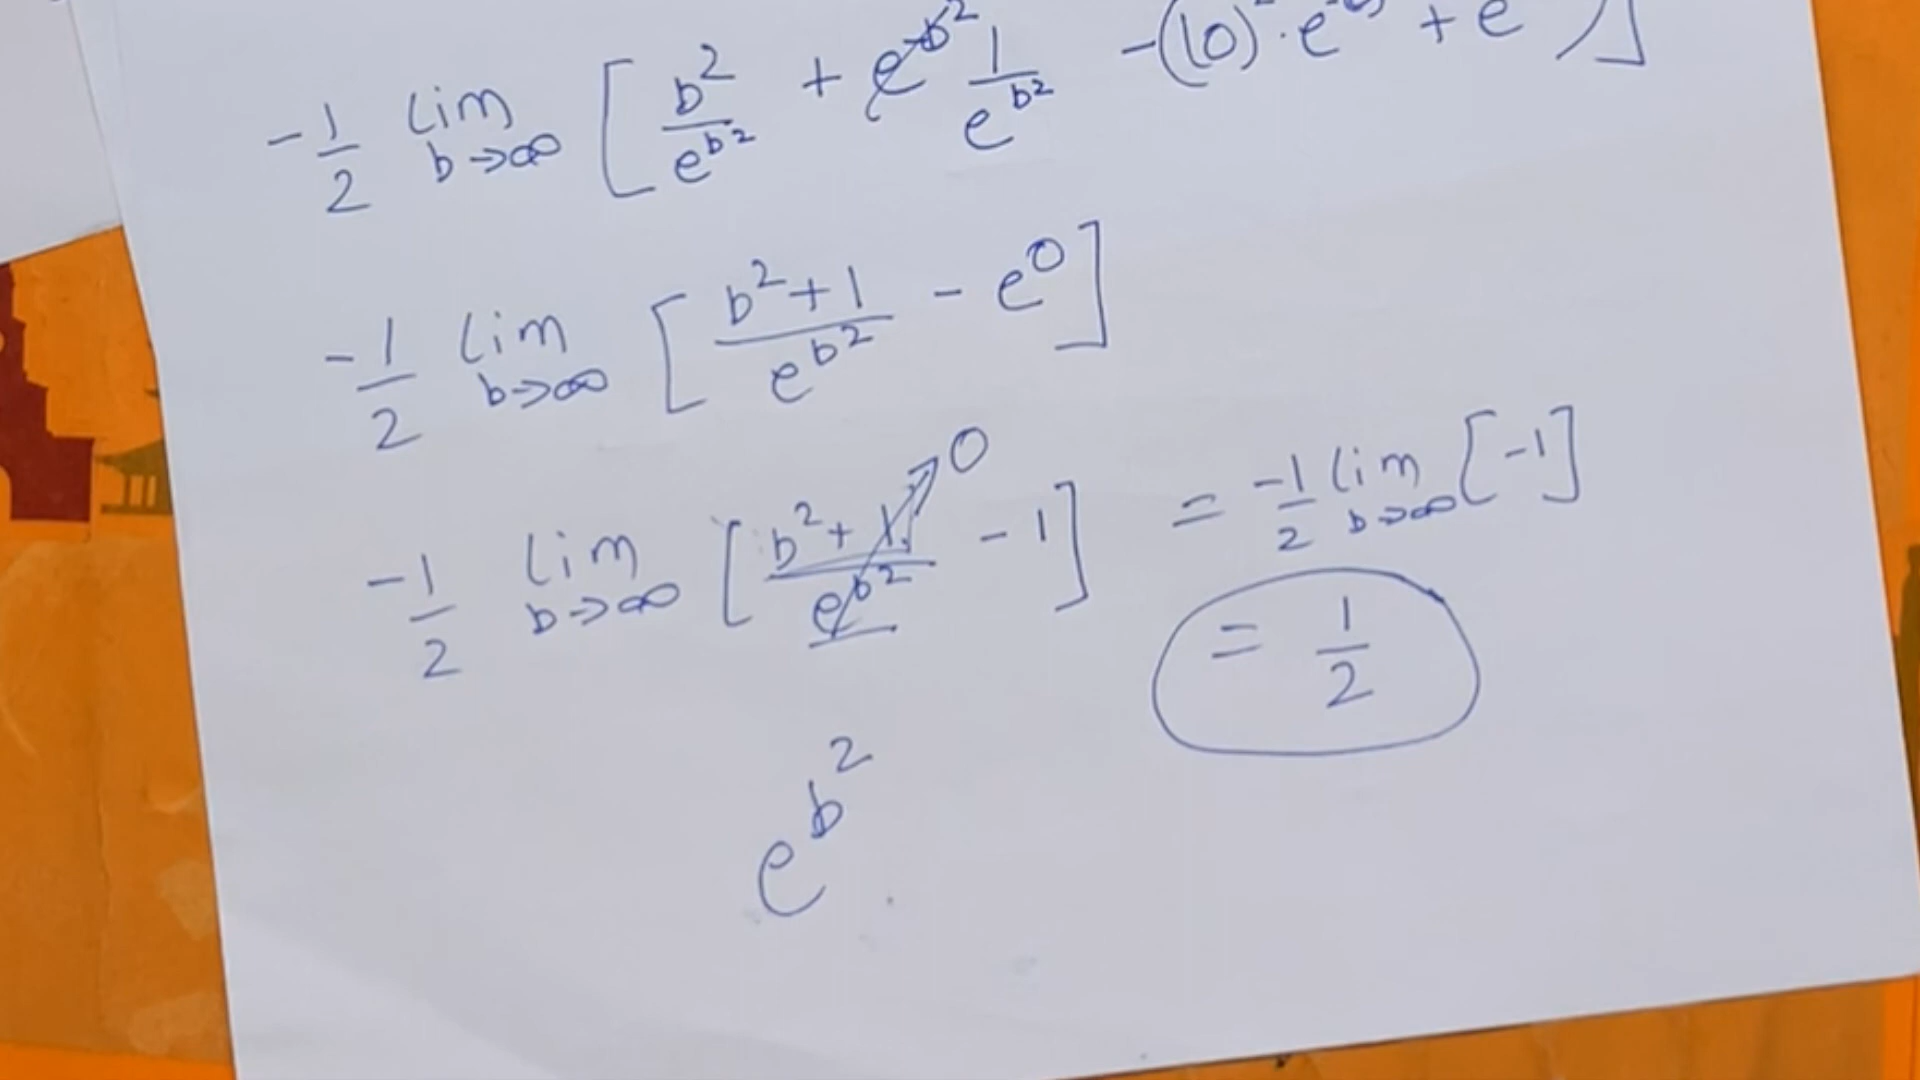 -1/2 lim b→∞ [ b²/e^b² + 1/e^b² -(0)²·e + e ]
-1/2 lim b→∞ [ (b²+1)/e^b² - e⁰ ]
-1/2 lim b→∞ [ (b²+1)/e^b² ↗0 - 1 ] = -1/2 lim b→∞ [-1]
= 1/2
e^b²